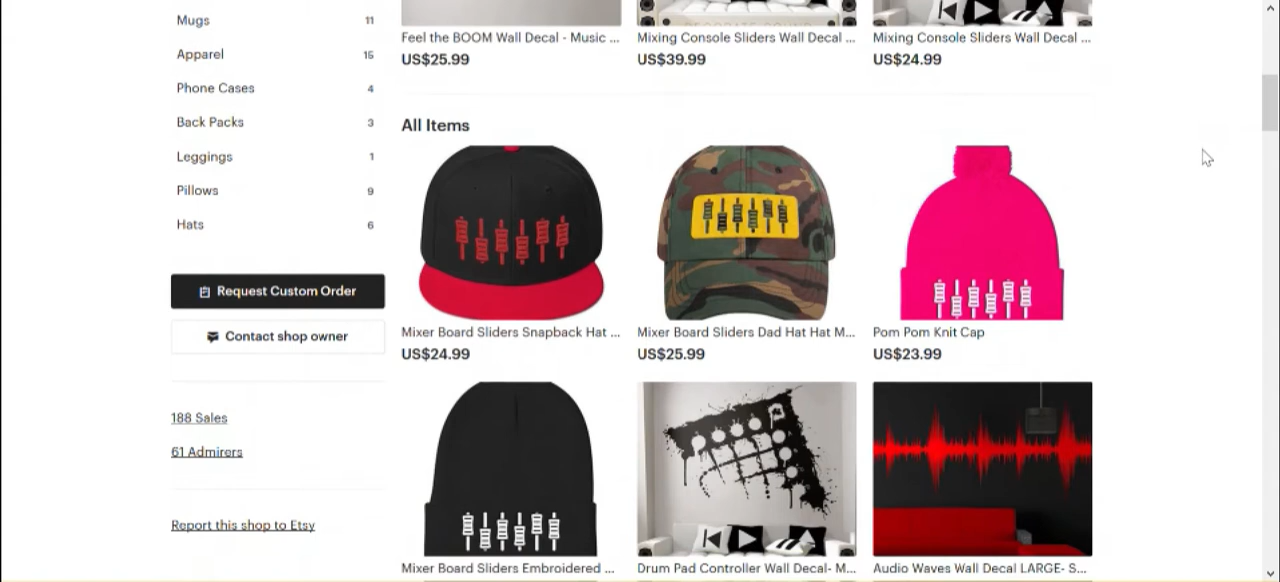 Mugs 11
Apparel 15
Phone Cases 4
Back Packs 3
Leggings 1
Pillows 9
Hats 6
Request Custom Order
Contact shop owner
188 Sales
61 Admirers
Report this shop to Etsy
Feel the BOOM Wall Decal - Music ...
US$25.99
Mixing Console Sliders Wall Decal ...
US$39.99
Mixing Console Sliders Wall Decal ...
US$24.99
All Items
Mixer Board Sliders Snapback Hat ...
US$24.99
Mixer Board Sliders Dad Hat Hat M...
US$25.99
Pom Pom Knit Cap
US$23.99
Mixer Board Sliders Embroidered ...
Drum Pad Controller Wall Decal- M...
Audio Waves Wall Decal LARGE- S...